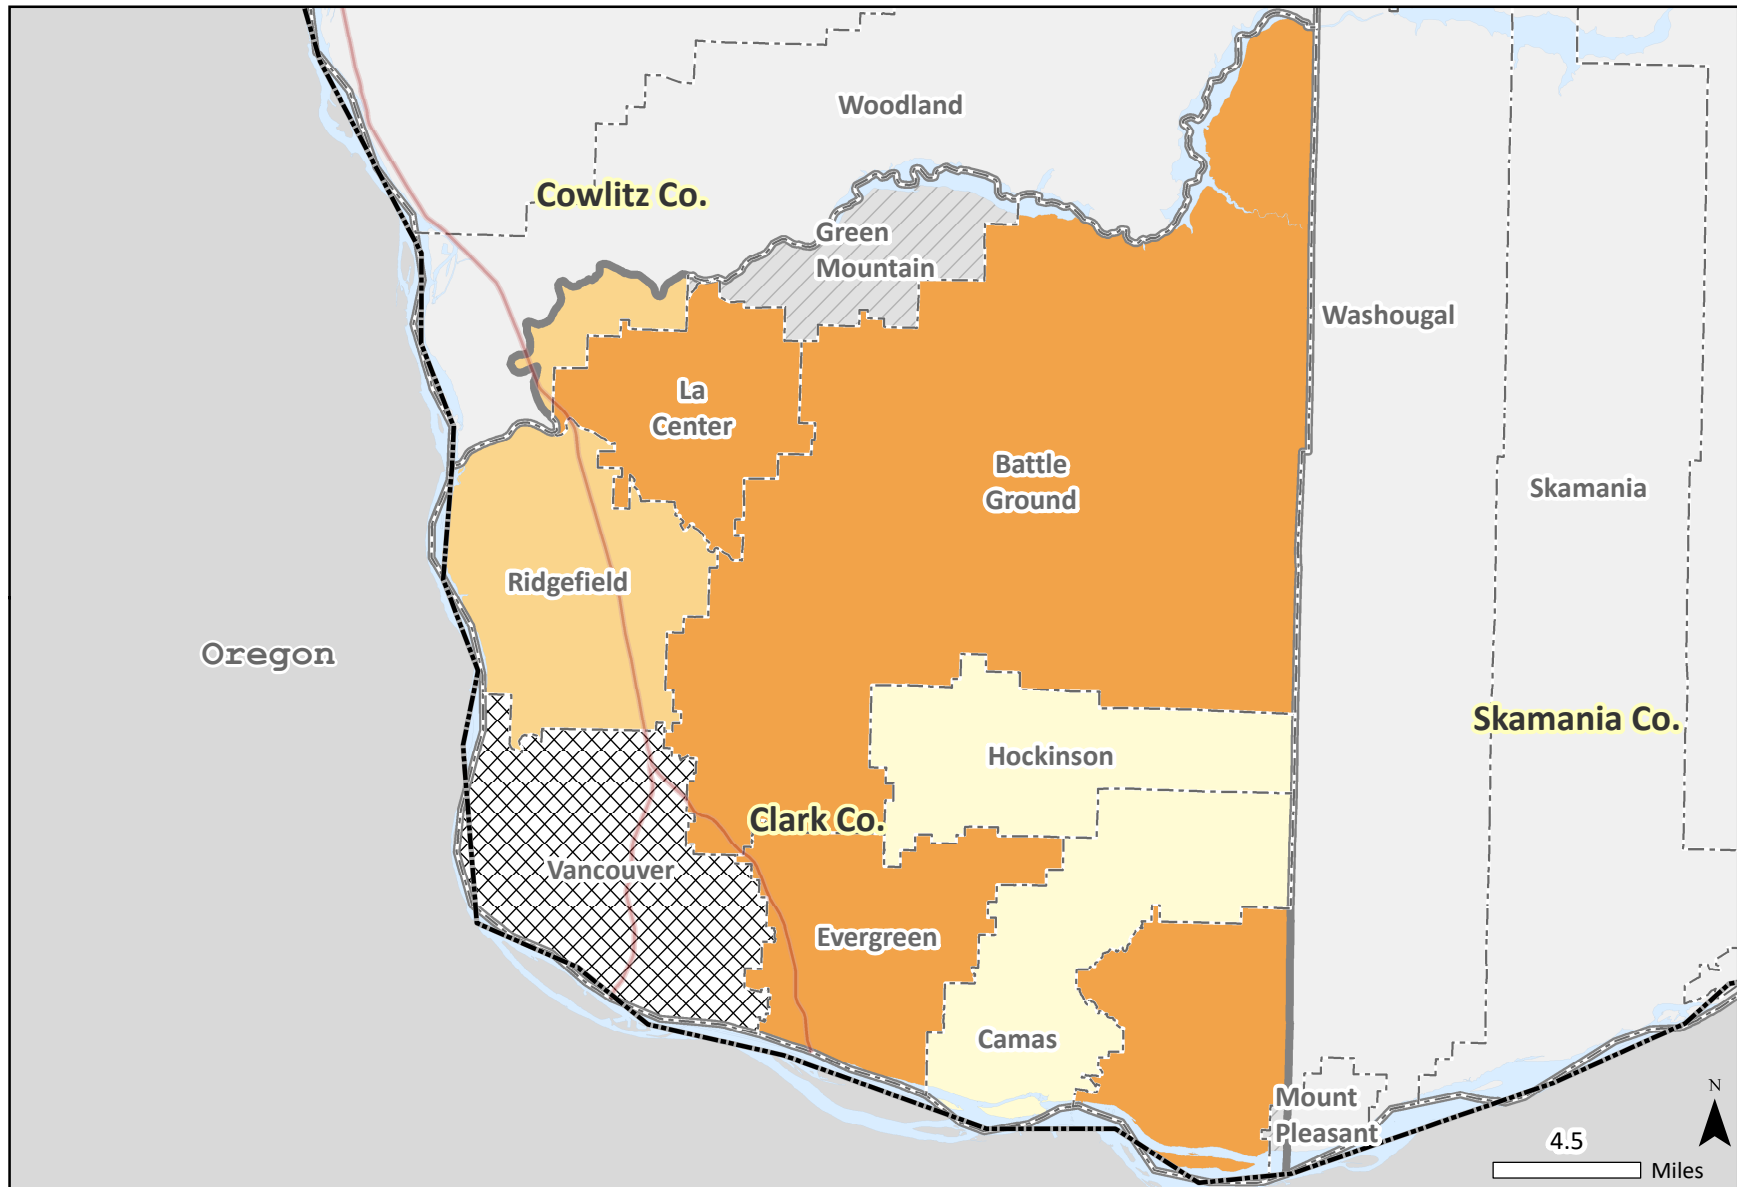 Woodland
Cowlitz Co.
Green
Mountain
Washougal
La
Center
Battle
Ground
Skamania
Ridgefield
Oregon
Skamania Co.
Hockinson
Clark Co.
Vancouver
Evergreen
Camas
Mount
Pleasant
N
4.5
Miles